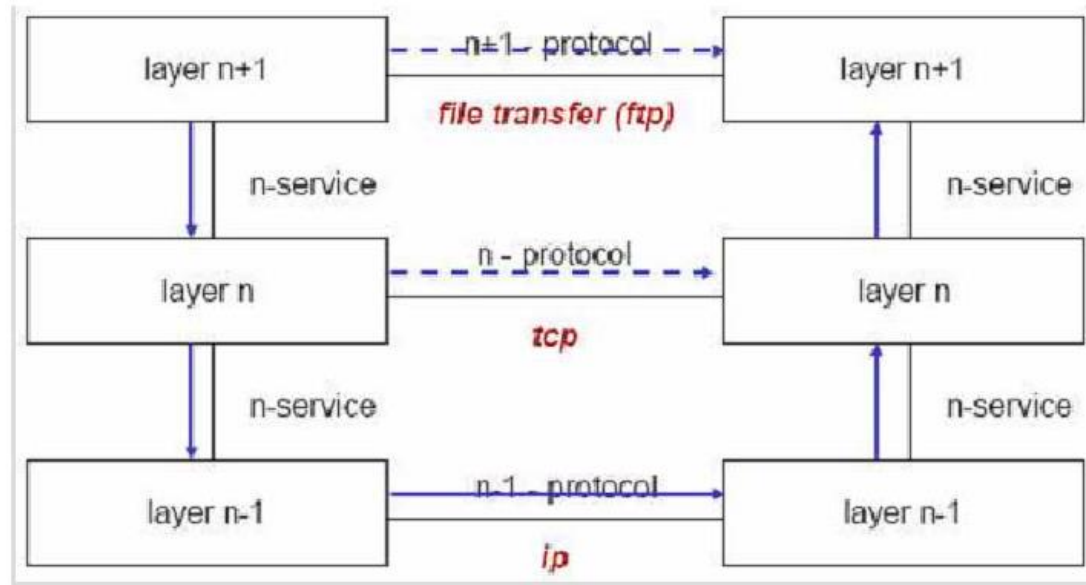 n+1 - protocol
layer n+1
layer n+1
file transfer (ftp)
n-service
n-service
n - protocol
layer n
layer n
tcp
n-service
n-service
n-1 - protocol
layer n-1
layer n-1
ip